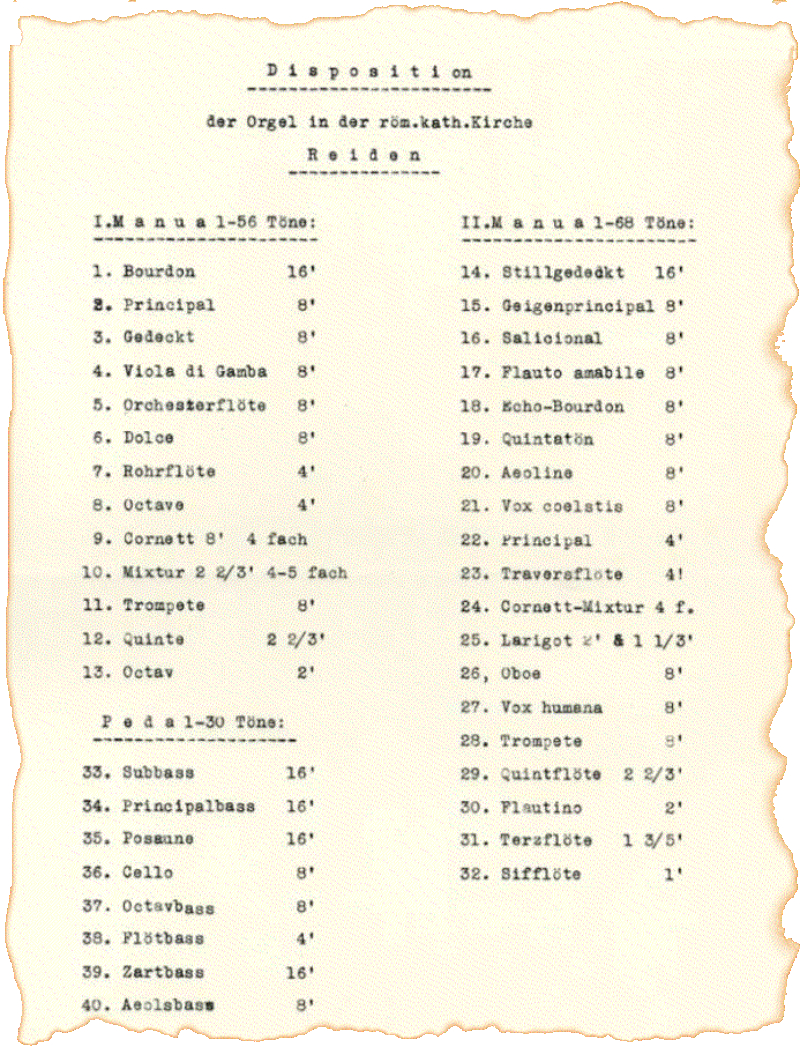 D i s p o s i t i on
der Orgel in der röm.kath.Kirche
R e i d e n
I.M a n u a l-56 Töne:
1. Bourdon 16'
2. Principal 8'
3. Gedeckt 8'
4. Viola di Gamba 8'
5. Orchesterflöte 8'
6. Dolce 8'
7. Rohrflöte 4'
8. Octave 4'
9. Cornett 8' 4 fach
10. Mixtur 2 2/3' 4-5 fach
11. Trompete 8'
12. Quinte 2 2/3'
13. Octav 2'
P e d a l-30 Töne:
33. Subbass 16'
34. Principalbass 16'
35. Posaune 16'
36. Cello 8'
37. Octavbass 8'
38. Flötbass 4'
39. Zartbass 16'
40. Aeolsbass 8'
II.M a n u a l-68 Töne:
14. Stillgedeckt 16'
15. Geigenprincipal 8'
16. Salicional 8'
17. Flauto amabile 8'
18. Echo-Bourdon 8'
19. Quintatön 8'
20. Aeoline 8'
21. Vox coelstis 8'
22. Principal 4'
23. Traversflöte 4!
24. Cornett-Mixtur 4 f.
25. Larigot 2' & 1 1/3'
26, Oboe 8'
27. Vox humana 8'
28. Trompete 8'
29. Quintflöte 2 2/3'
30. Flautino 2'
31. Terzflöte 1 3/5'
32. Sifflöte 1'